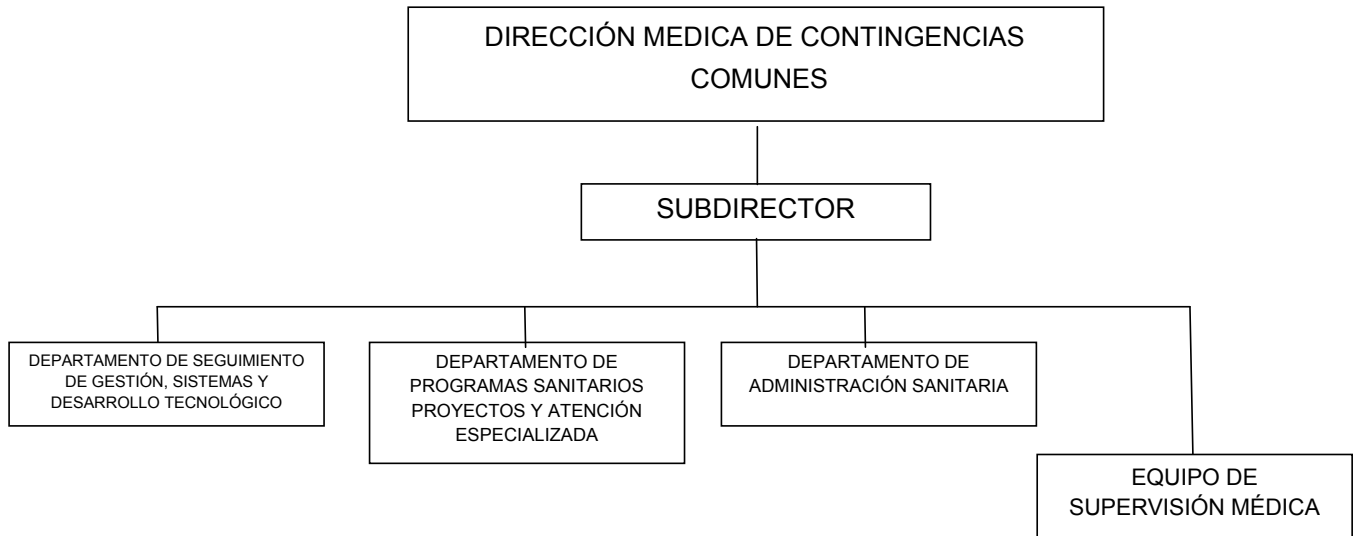 DIRECCIÓN MEDICA DE CONTINGENCIAS
COMUNES
SUBDIRECTOR
DEPARTAMENTO DE SEGUIMIENTO
DE GESTIÓN, SISTEMAS Y
DESARROLLO TECNOLÓGICO
DEPARTAMENTO DE
PROGRAMAS SANITARIOS
PROYECTOS Y ATENCIÓN
ESPECIALIZADA
DEPARTAMENTO DE
ADMINISTRACIÓN SANITARIA
EQUIPO DE
SUPERVISIÓN MÉDICA